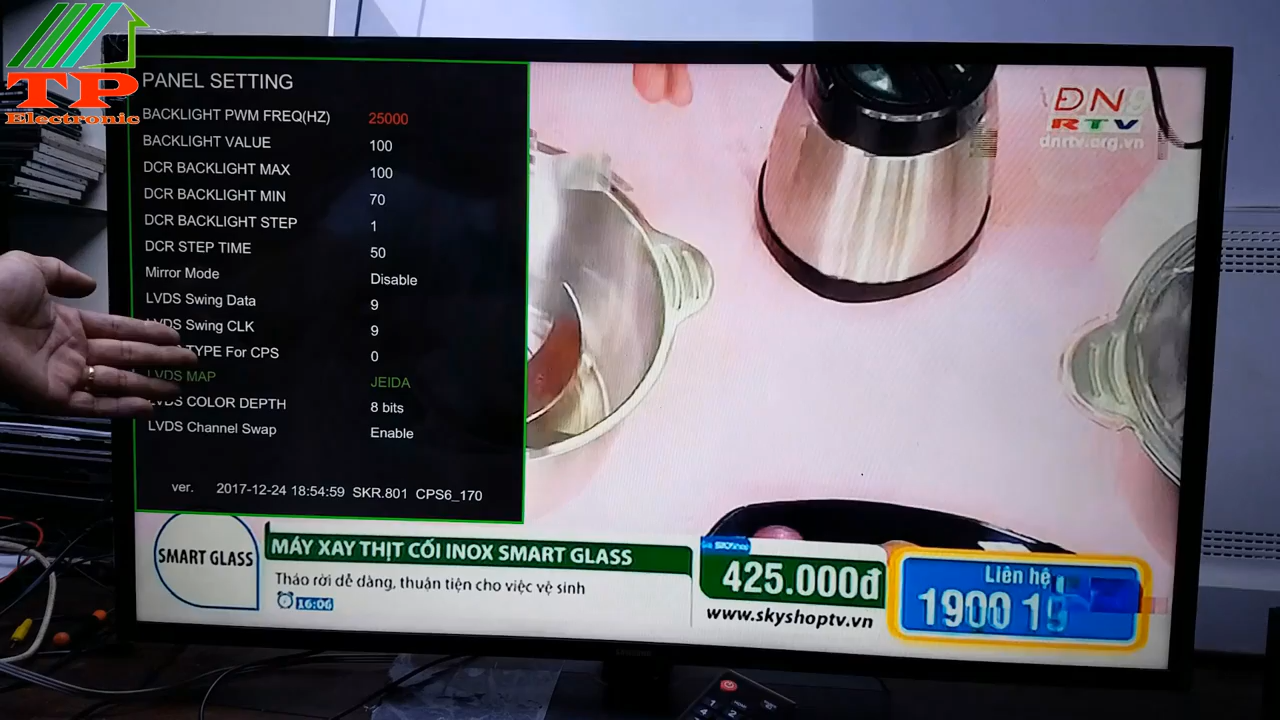 TP
Electronic
PANEL SETTING
BACKLIGHT PWM FREQ(HZ) 25000
BACKLIGHT VALUE 100
DCR BACKLIGHT MAX 100
DCR BACKLIGHT MIN 70
DCR BACKLIGHT STEP 1
DCR STEP TIME 50
Mirror Mode Disable
LVDS Swing Data 9
LVDS Swing CLK 9
TYPE For CPS 0
LVDS MAP JEIDA
LVDS COLOR DEPTH 8 bits
LVDS Channel Swap Enable
ver. 2017-12-24 18:54:59 SKR.801 CPS6_170
ĐN
RTV
dnrtv.org.vn
SMART GLASS
MÁY XAY THỊT CỐI INOX SMART GLASS
Tháo rời dễ dàng, thuận tiện cho việc vệ sinh
16:06
425.000đ
www.skyshoptv.vn
Liên hệ
1900 15